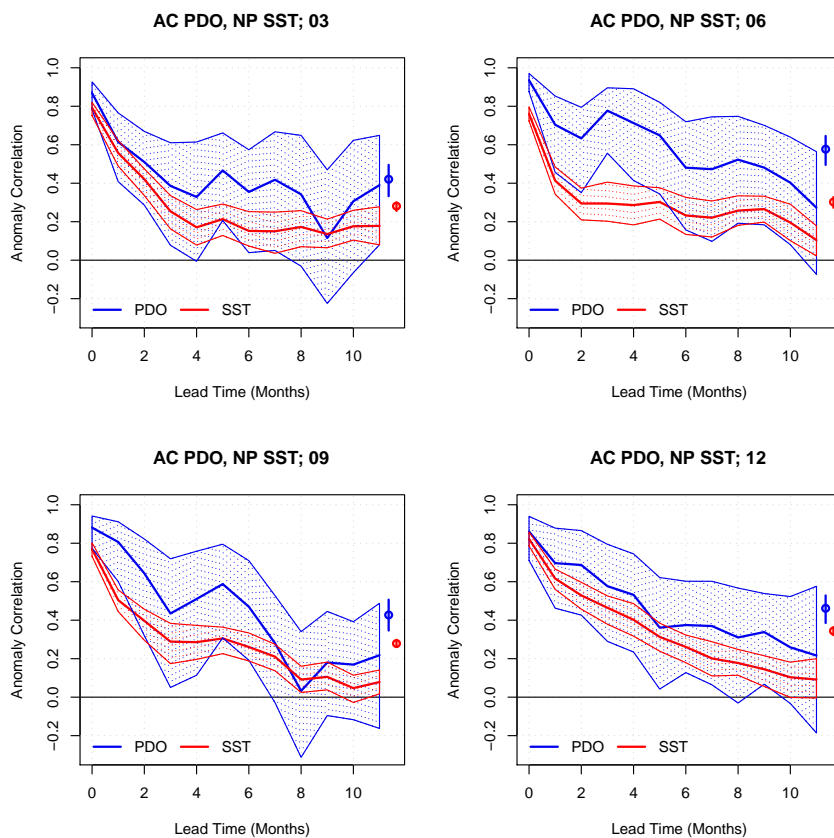 AC PDO, NP SST; 03
Anomaly Correlation
1.0
0.8
0.6
0.4
0.2
0.0
−0.2
PDO SST
0 2 4 6 8 10
Lead Time (Months)
AC PDO, NP SST; 06
Anomaly Correlation
1.0
0.8
0.6
0.4
0.2
0.0
−0.2
PDO SST
0 2 4 6 8 10
Lead Time (Months)
AC PDO, NP SST; 09
Anomaly Correlation
1.0
0.8
0.6
0.4
0.2
0.0
−0.2
PDO SST
0 2 4 6 8 10
Lead Time (Months)
AC PDO, NP SST; 12
Anomaly Correlation
1.0
0.8
0.6
0.4
0.2
0.0
−0.2
PDO SST
0 2 4 6 8 10
Lead Time (Months)